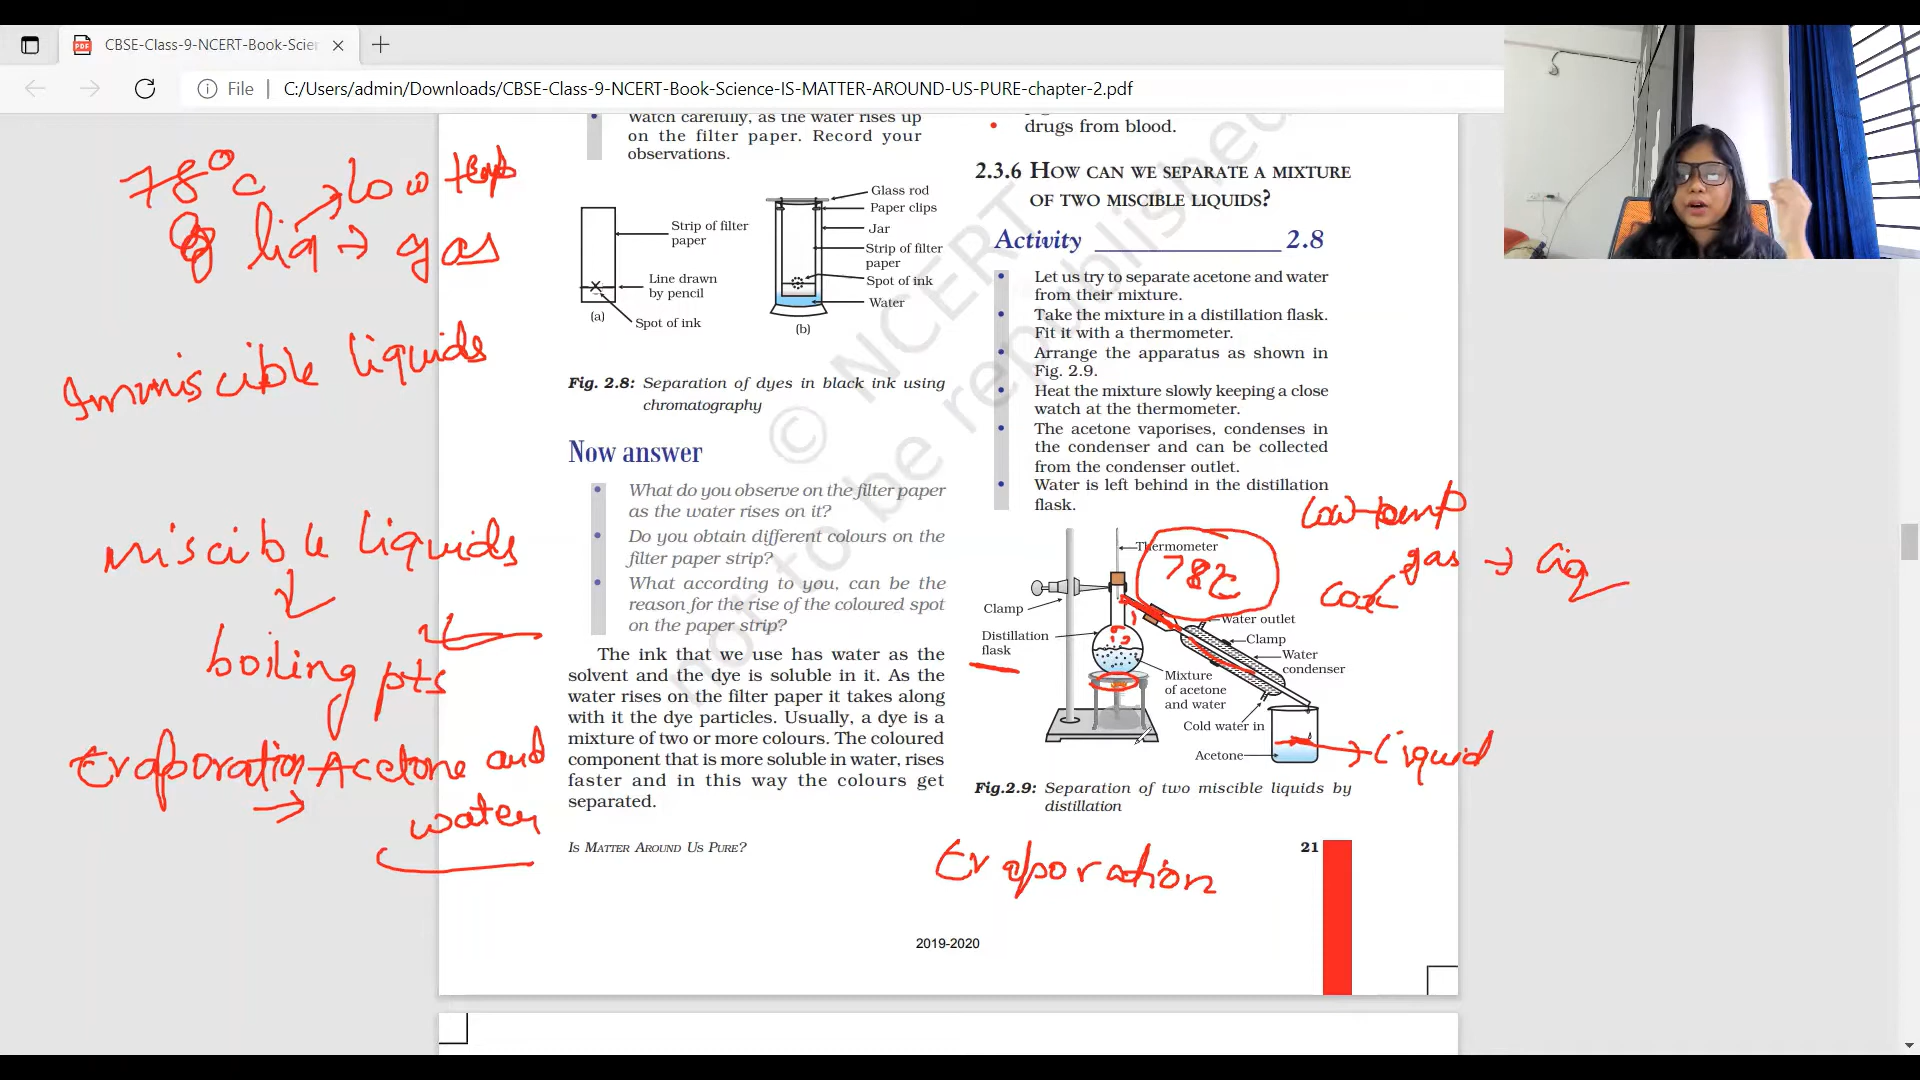 CBSE-Class-9-NCERT-Book-Scie
File
C:/Users/admin/Downloads/CBSE-Class-9-NCERT-Book-Science-IS-MATTER-AROUND-US-PURE-chapter-2.pdf
Watch carefully, as the water rises up
on the filter paper. Record your
observations.
Glass rod
Paper clips
Jar
Strip of filter
paper
Spot of ink
Water
Strip of filter
paper
Line drawn
by pencil
Spot of ink
(a)
(b)
Fig. 2.8: Separation of dyes in black ink using
chromatography
Now answer
• What do you observe on the filter paper
as the water rises on it?
• Do you obtain different colours on the
filter paper strip?
• What according to you, can be the
reason for the rise of the coloured spot
on the paper strip?
The ink that we use has water as the
solvent and the dye is soluble in it. As the
water rises on the filter paper it takes along
with it the dye particles. Usually, a dye is a
mixture of two or more colours. The coloured
component that is more soluble in water, rises
faster and in this way the colours get
separated.
IS MATTER AROUND US PURE?
drugs from blood.
2.3.6 HOW CAN WE SEPARATE A MIXTURE
OF TWO MISCIBLE LIQUIDS?
Activity 2.8
• Let us try to separate acetone and water
from their mixture.
• Take the mixture in a distillation flask.
Fit it with a thermometer.
• Arrange the apparatus as shown in
Fig. 2.9.
• Heat the mixture slowly keeping a close
watch at the thermometer.
• The acetone vaporises, condenses in
the condenser and can be collected
from the condenser outlet.
• Water is left behind in the distillation
flask.
Thermometer
Clamp
Distillation
flask
Water outlet
Clamp
Water
condenser
Mixture
of acetone
and water
Cold water in
Acetone
Fig.2.9: Separation of two miscible liquids by
distillation
21
2019-2020
© NCERT
not to be republished
78°C
low temp
liq → gas
Immiscible liquids
miscible liquids
boiling pts
Evaporation → Acetone and
water
78°C
low temp
gas → liq
Liquid
Evaporation